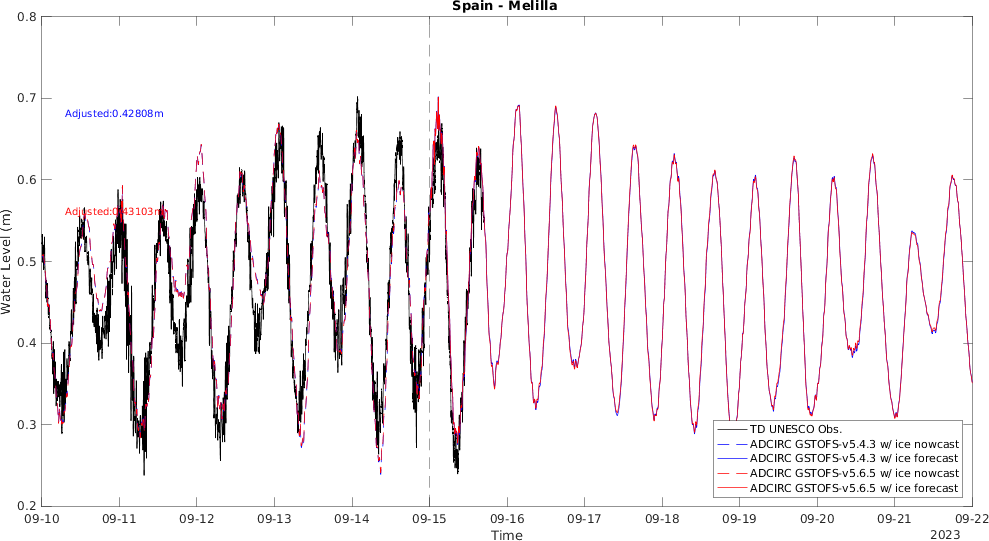 Spain - Melilla
0.8
0.7
0.6
0.5
0.4
0.3
0.2
Water Level (m)
Adjusted:0.42808m
Adjusted:0.43103m
TD UNESCO Obs.
ADCIRC GSTOFS-v5.4.3 w/ ice nowcast
ADCIRC GSTOFS-v5.4.3 w/ ice forecast
ADCIRC GSTOFS-v5.6.5 w/ ice nowcast
ADCIRC GSTOFS-v5.6.5 w/ ice forecast
09-10 09-11 09-12 09-13 09-14 09-15 09-16 09-17 09-18 09-19 09-20 09-21 09-22
Time
2023